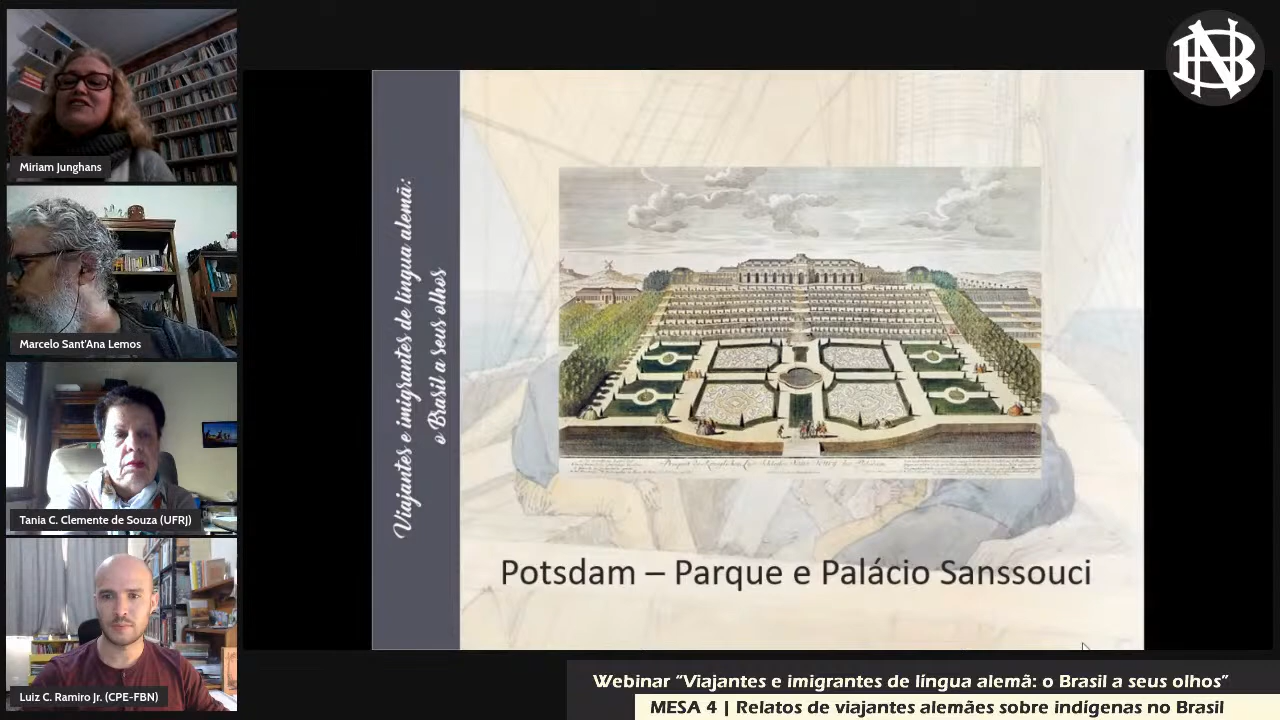 Miriam Junghans
Marcelo Sant'Ana Lemos
Tania C. Clemente de Souza (UFRJ)
Luiz C. Ramiro Jr. (CPE-FBN)
BN
Viajantes e imigrantes de língua alemã:
o Brasil a seus olhos
Potsdam – Parque e Palácio Sanssouci
Webinar “Viajantes e imigrantes de língua alemã: o Brasil a seus olhos”
MESA 4 | Relatos de viajantes alemães sobre indígenas no Brasil